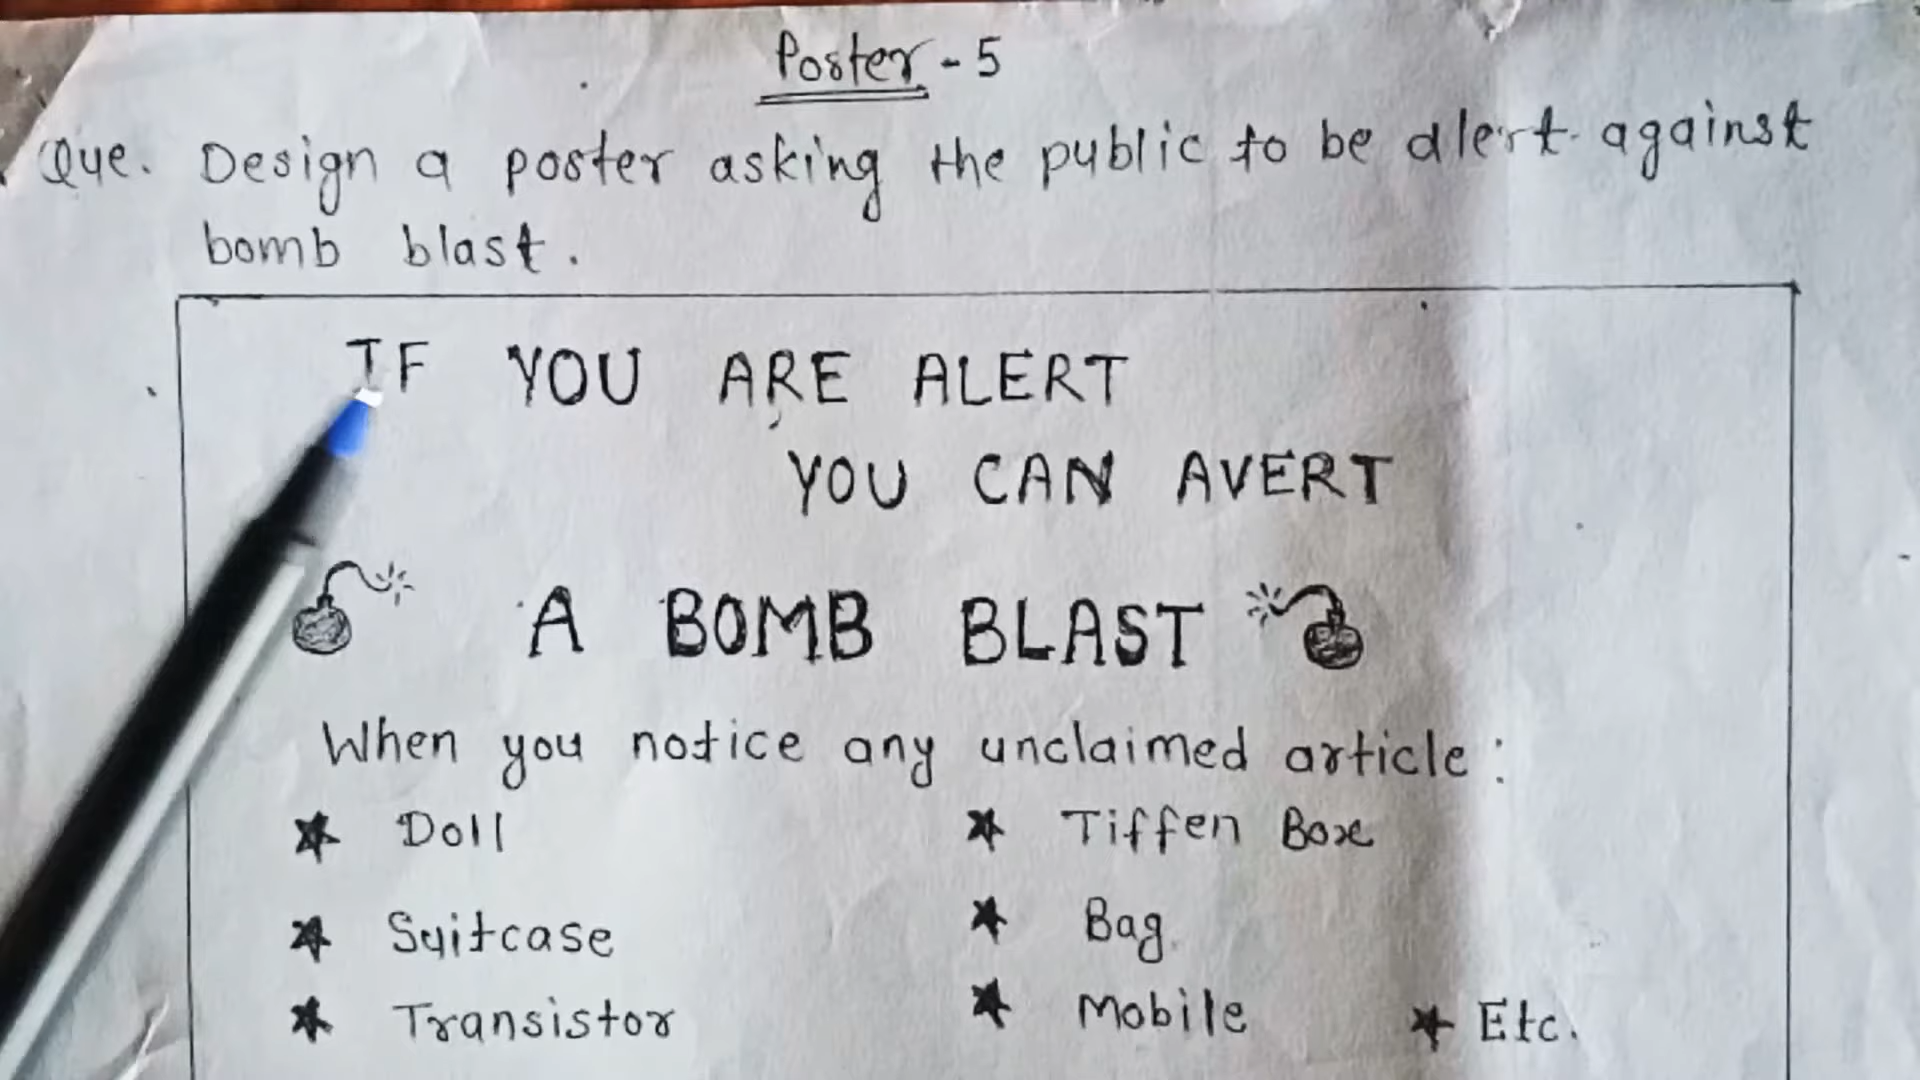 Poster - 5
Que. Design a poster asking the public to be alert against
bomb blast.
IF YOU ARE ALERT
YOU CAN AVERT
A BOMB BLAST
When you notice any unclaimed article:
★ Doll ★ Tiffen Box
★ Suitcase ★ Bag
★ Transistor ★ Mobile ★ Etc.